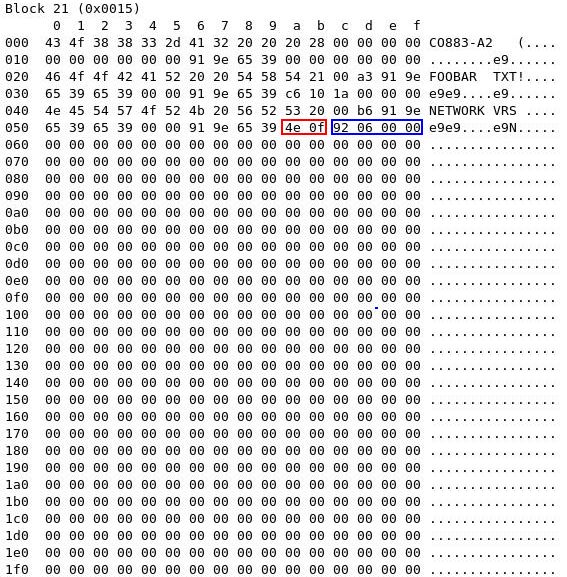 Block 21 (0x0015)
0 1 2 3 4 5 6 7 8 9 a b c d e f
000 43 4f 38 38 33 2d 41 32 20 20 20 28 00 00 00 00 CO883-A2   (....
010 00 00 00 00 00 00 91 9e 65 39 00 00 00 00 00 00 ........e9......
020 46 4f 4f 42 41 52 20 20 54 58 54 21 00 a3 91 9e FOOBAR  TXT!....
030 65 39 65 39 00 00 91 9e 65 39 c6 10 1a 00 00 00 e9e9....e9......
040 4e 45 54 57 4f 52 4b 20 56 52 53 20 00 b6 91 9e NETWORK VRS ....
050 65 39 65 39 00 00 91 9e 65 39 4e 0f 92 06 00 00 e9e9....e9N.....
060 00 00 00 00 00 00 00 00 00 00 00 00 00 00 00 00 ................
070 00 00 00 00 00 00 00 00 00 00 00 00 00 00 00 00 ................
080 00 00 00 00 00 00 00 00 00 00 00 00 00 00 00 00 ................
090 00 00 00 00 00 00 00 00 00 00 00 00 00 00 00 00 ................
0a0 00 00 00 00 00 00 00 00 00 00 00 00 00 00 00 00 ................
0b0 00 00 00 00 00 00 00 00 00 00 00 00 00 00 00 00 ................
0c0 00 00 00 00 00 00 00 00 00 00 00 00 00 00 00 00 ................
0d0 00 00 00 00 00 00 00 00 00 00 00 00 00 00 00 00 ................
0e0 00 00 00 00 00 00 00 00 00 00 00 00 00 00 00 00 ................
0f0 00 00 00 00 00 00 00 00 00 00 00 00 00 00 00 00 ................
100 00 00 00 00 00 00 00 00 00 00 00 00 00 00 00 00 ................
110 00 00 00 00 00 00 00 00 00 00 00 00 00 00 00 00 ................
120 00 00 00 00 00 00 00 00 00 00 00 00 00 00 00 00 ................
130 00 00 00 00 00 00 00 00 00 00 00 00 00 00 00 00 ................
140 00 00 00 00 00 00 00 00 00 00 00 00 00 00 00 00 ................
150 00 00 00 00 00 00 00 00 00 00 00 00 00 00 00 00 ................
160 00 00 00 00 00 00 00 00 00 00 00 00 00 00 00 00 ................
170 00 00 00 00 00 00 00 00 00 00 00 00 00 00 00 00 ................
180 00 00 00 00 00 00 00 00 00 00 00 00 00 00 00 00 ................
190 00 00 00 00 00 00 00 00 00 00 00 00 00 00 00 00 ................
1a0 00 00 00 00 00 00 00 00 00 00 00 00 00 00 00 00 ................
1b0 00 00 00 00 00 00 00 00 00 00 00 00 00 00 00 00 ................
1c0 00 00 00 00 00 00 00 00 00 00 00 00 00 00 00 00 ................
1d0 00 00 00 00 00 00 00 00 00 00 00 00 00 00 00 00 ................
1e0 00 00 00 00 00 00 00 00 00 00 00 00 00 00 00 00 ................
1f0 00 00 00 00 00 00 00 00 00 00 00 00 00 00 00 00 ................